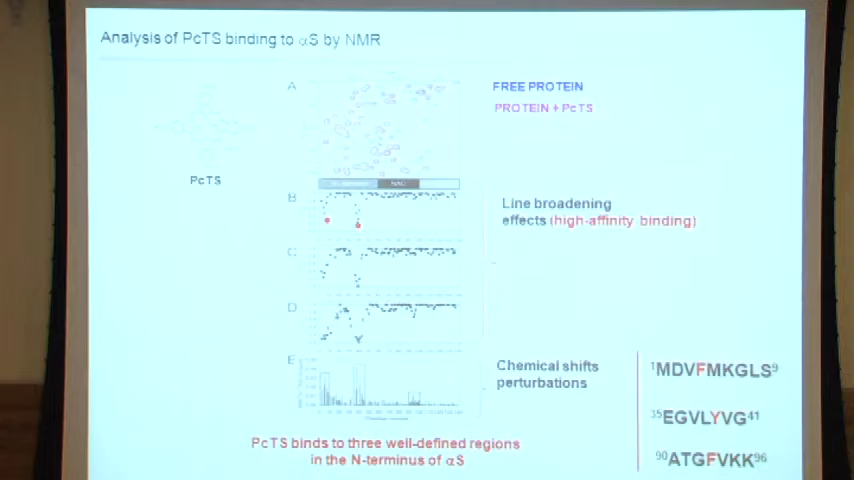 Analysis of PcTS binding to αS by NMR
A
FREE PROTEIN
PROTEIN + PcTS
PcTS
B
Line broadening
effects (high-affinity binding)
C
D
Y
E
Chemical shifts
perturbations
¹MDVFMKGLS⁹
³⁵EGVLYVG⁴¹
⁹⁰ATGFVKK⁹⁶
PcTS binds to three well-defined regions
in the N-terminus of αS